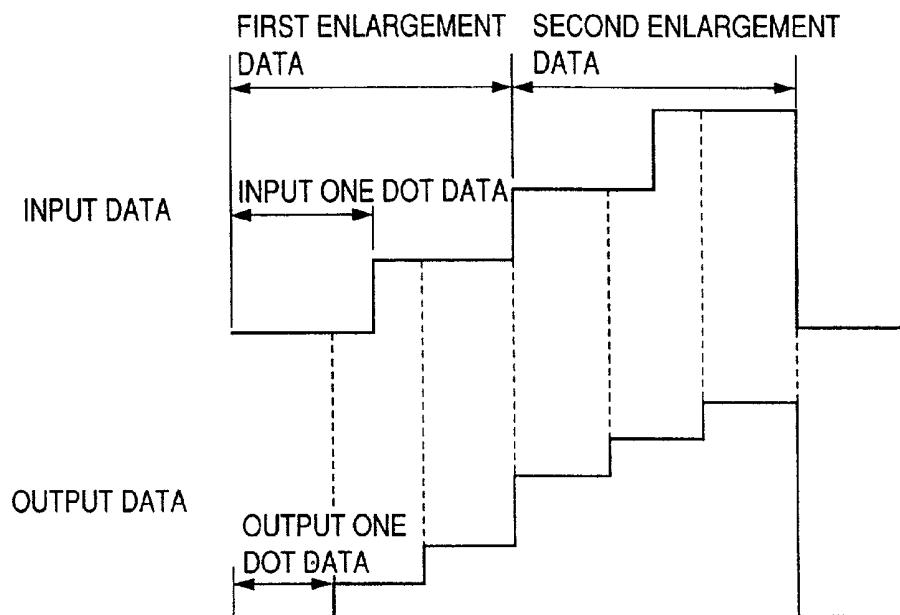 FIRST ENLARGEMENT
DATA
SECOND ENLARGEMENT
DATA
INPUT ONE DOT DATA
INPUT DATA
OUTPUT DATA
OUTPUT ONE
DOT DATA